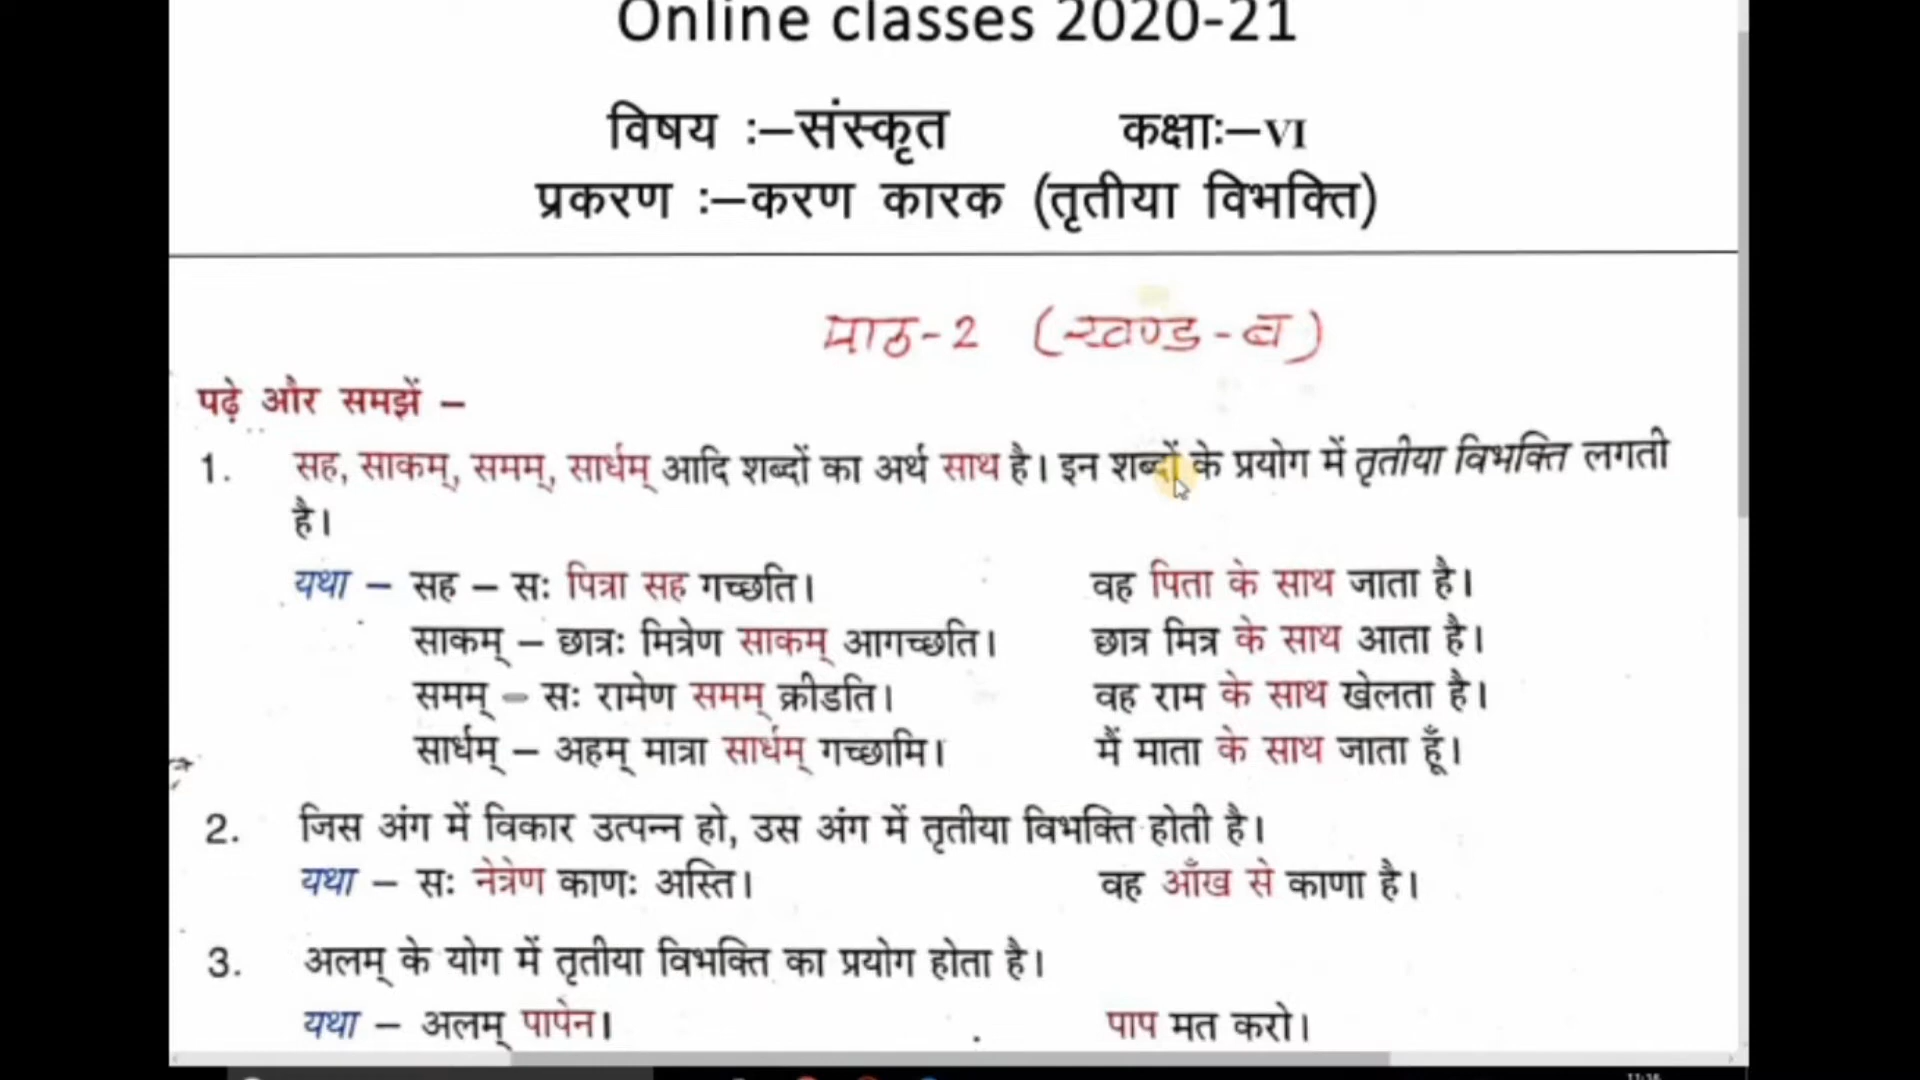 Online classes 2020-21
विषय :–संस्कृत कक्षाः–VI
प्रकरण :–करण कारक (तृतीया विभक्ति)
पाठ-2 (खण्ड-ब)
पढ़े और समझें –
1. सह, साकम्, समम्, सार्धम् आदि शब्दों का अर्थ साथ है। इन शब्दों के प्रयोग में तृतीया विभक्ति लगती
है।
यथा – सह – सः पित्रा सह गच्छति। वह पिता के साथ जाता है।
साकम् – छात्रः मित्रेण साकम् आगच्छति। छात्र मित्र के साथ आता है।
समम् – सः रामेण समम् क्रीडति। वह राम के साथ खेलता है।
सार्धम् – अहम् मात्रा सार्धम् गच्छामि। मैं माता के साथ जाता हूँ।
2. जिस अंग में विकार उत्पन्न हो, उस अंग में तृतीया विभक्ति होती है।
यथा – सः नेत्रेण काणः अस्ति। वह आँख से काणा है।
3. अलम् के योग में तृतीया विभक्ति का प्रयोग होता है।
यथा – अलम् पापेन। पाप मत करो।